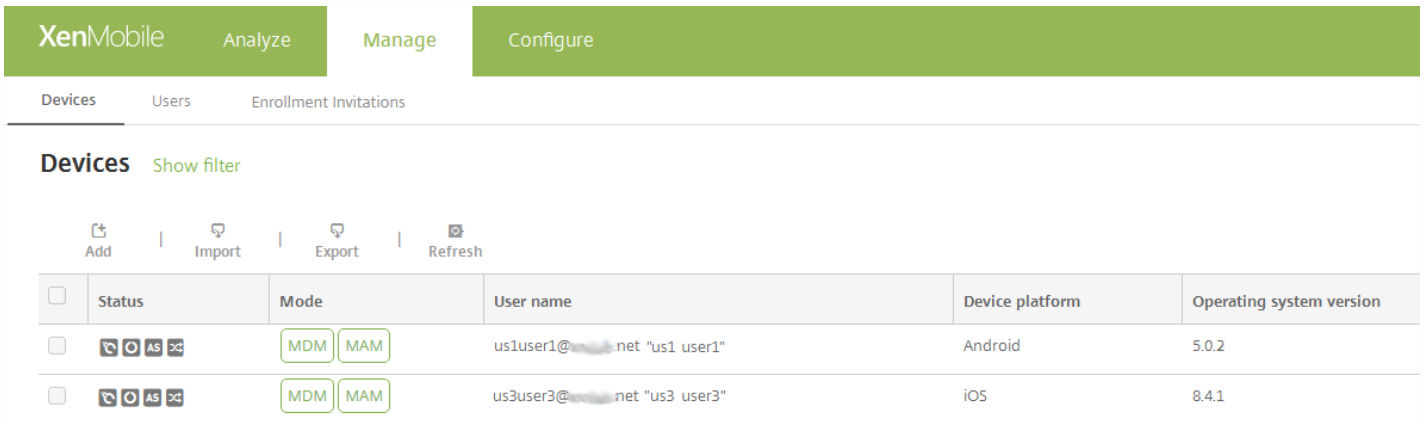 XenMobile Analyze Manage Configure
Devices Users Enrollment Invitations
Devices Show filter
Add | Import | Export | Refresh
Status Mode User name Device platform Operating system version
AS MDM MAM us1user1@ .net "us1 user1" Android 5.0.2
AS MDM MAM us3user3@ .net "us3 user3" iOS 8.4.1